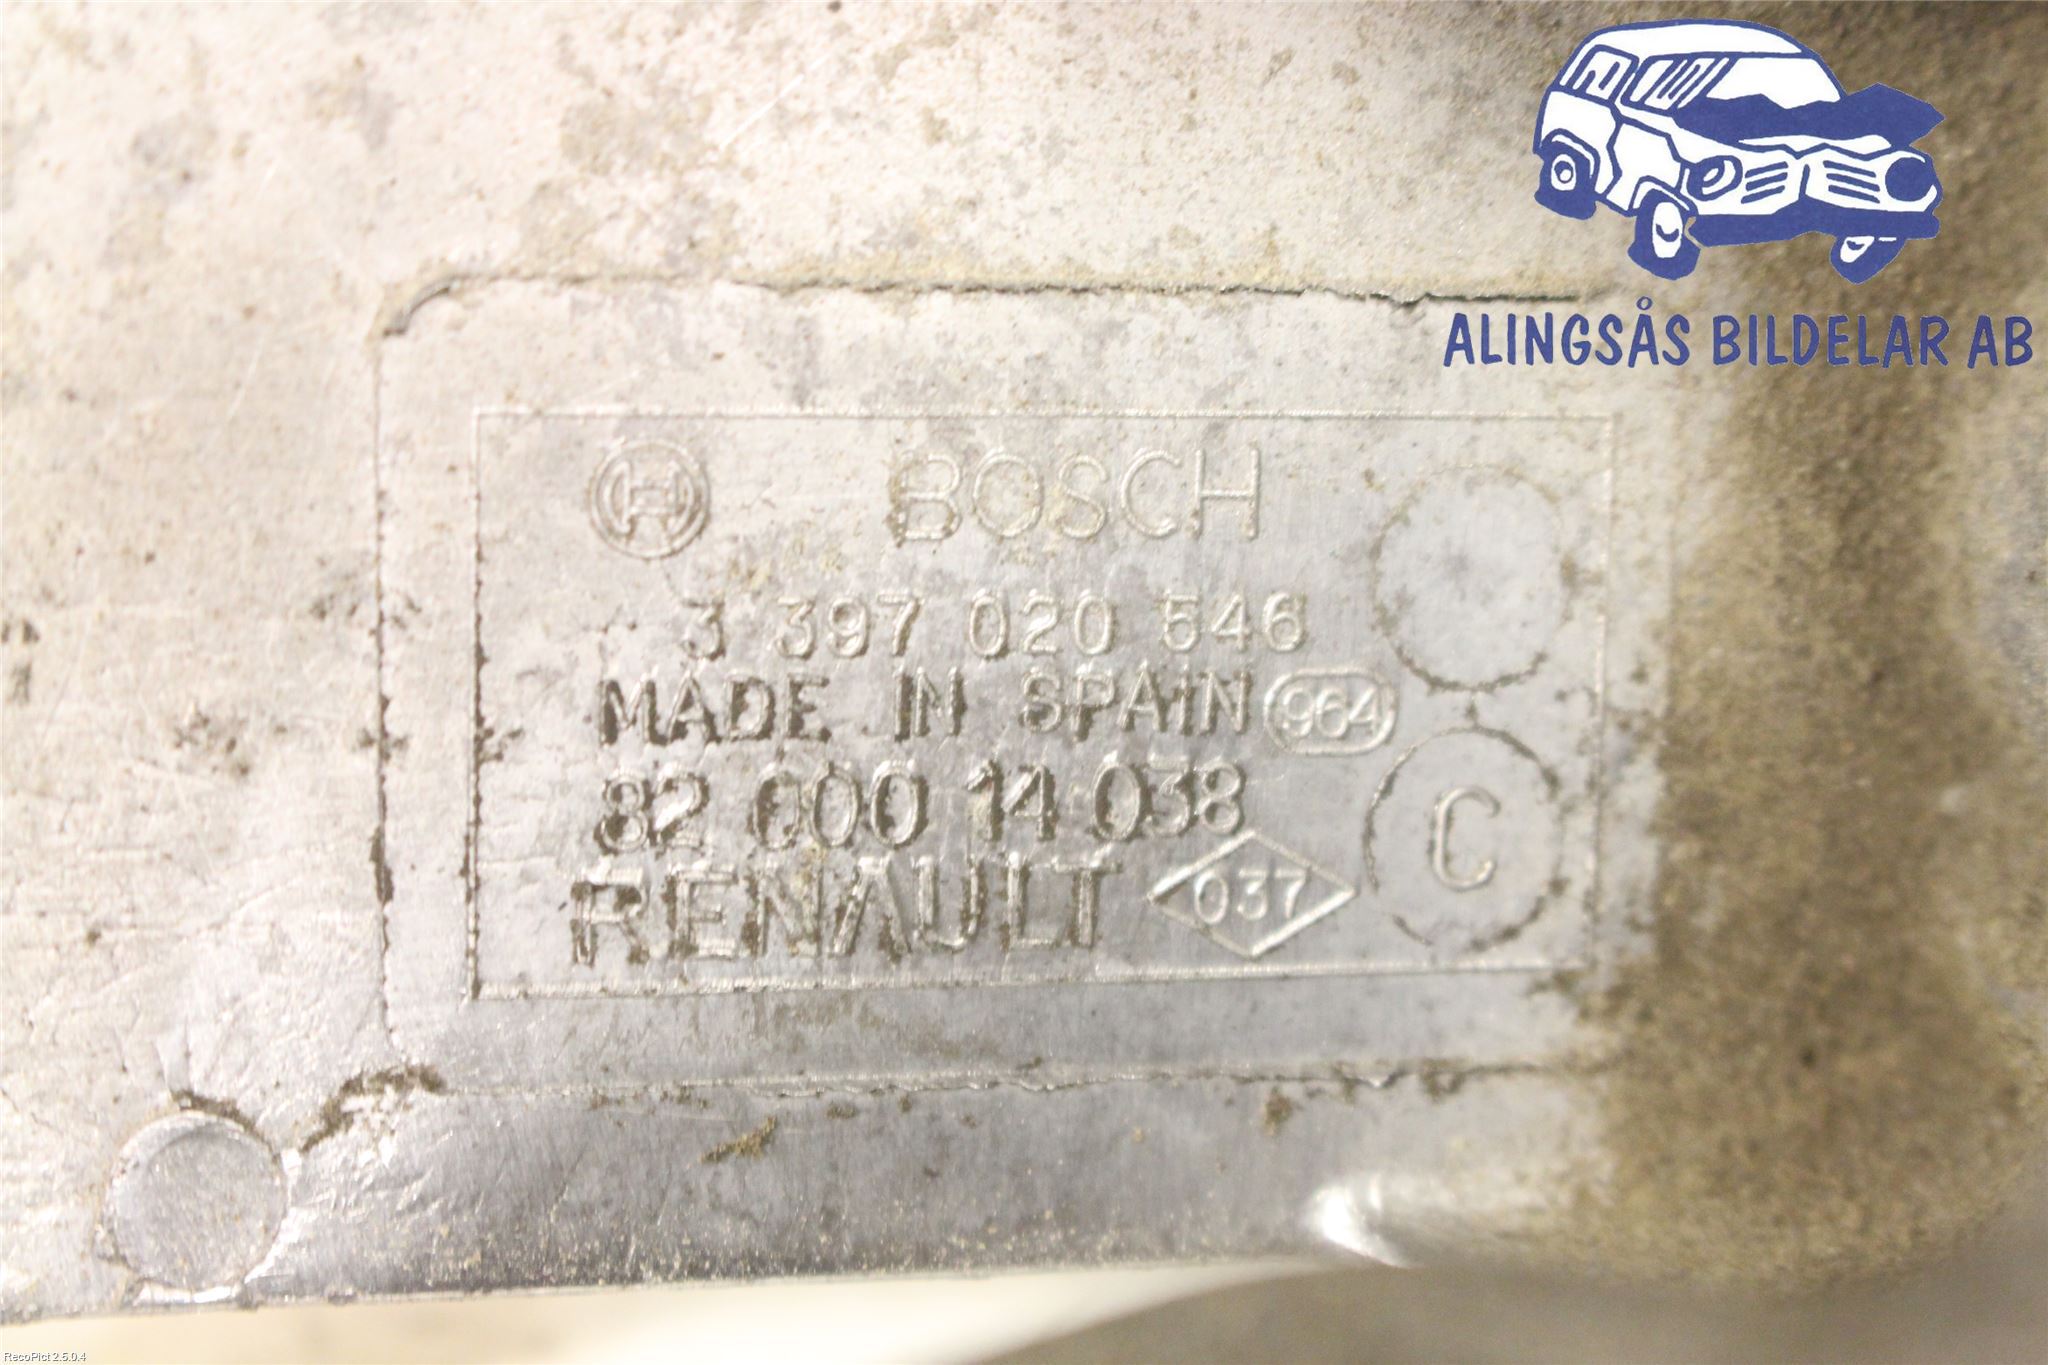 ALINGSÅS BILDELAR AB
BOSCH
3 397 020 546
MADE IN SPAIN 964
82 000 14 038
C
RENAULT 037
RecoPict 2.5.0.4